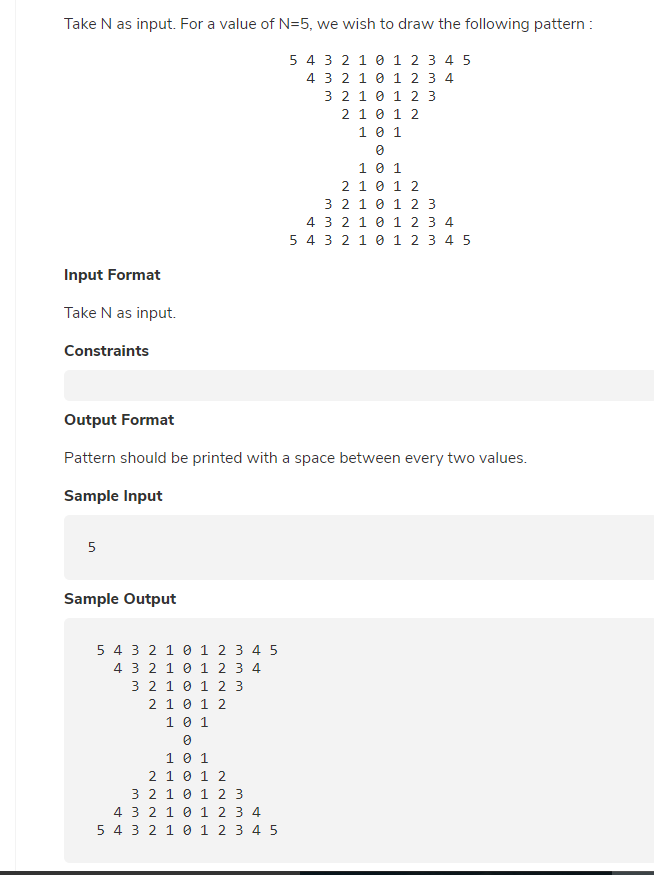 Take N as input. For a value of N=5, we wish to draw the following pattern :
5 4 3 2 1 0 1 2 3 4 5
4 3 2 1 0 1 2 3 4
3 2 1 0 1 2 3
2 1 0 1 2
1 0 1
0
1 0 1
2 1 0 1 2
3 2 1 0 1 2 3
4 3 2 1 0 1 2 3 4
5 4 3 2 1 0 1 2 3 4 5
Input Format
Take N as input.
Constraints
Output Format
Pattern should be printed with a space between every two values.
Sample Input
5
Sample Output
5 4 3 2 1 0 1 2 3 4 5
4 3 2 1 0 1 2 3 4
3 2 1 0 1 2 3
2 1 0 1 2
1 0 1
0
1 0 1
2 1 0 1 2
3 2 1 0 1 2 3
4 3 2 1 0 1 2 3 4
5 4 3 2 1 0 1 2 3 4 5